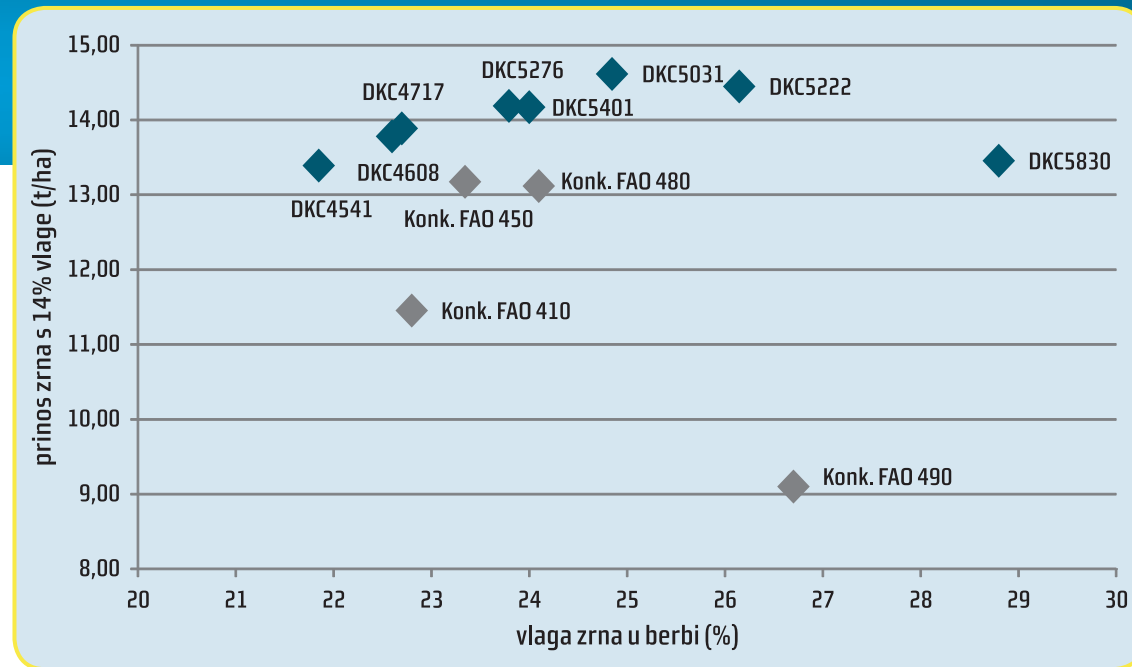 prinos zrna s 14% vlage (t/ha)
15,00
14,00
13,00
12,00
11,00
10,00
9,00
8,00
DKC5276
DKC5031
DKC5222
DKC4717
DKC5401
DKC4608
DKC4541
DKC5830
Konk. FAO 480
Konk. FAO 450
Konk. FAO 410
Konk. FAO 490
20 21 22 23 24 25 26 27 28 29 30
vlaga zrna u berbi (%)